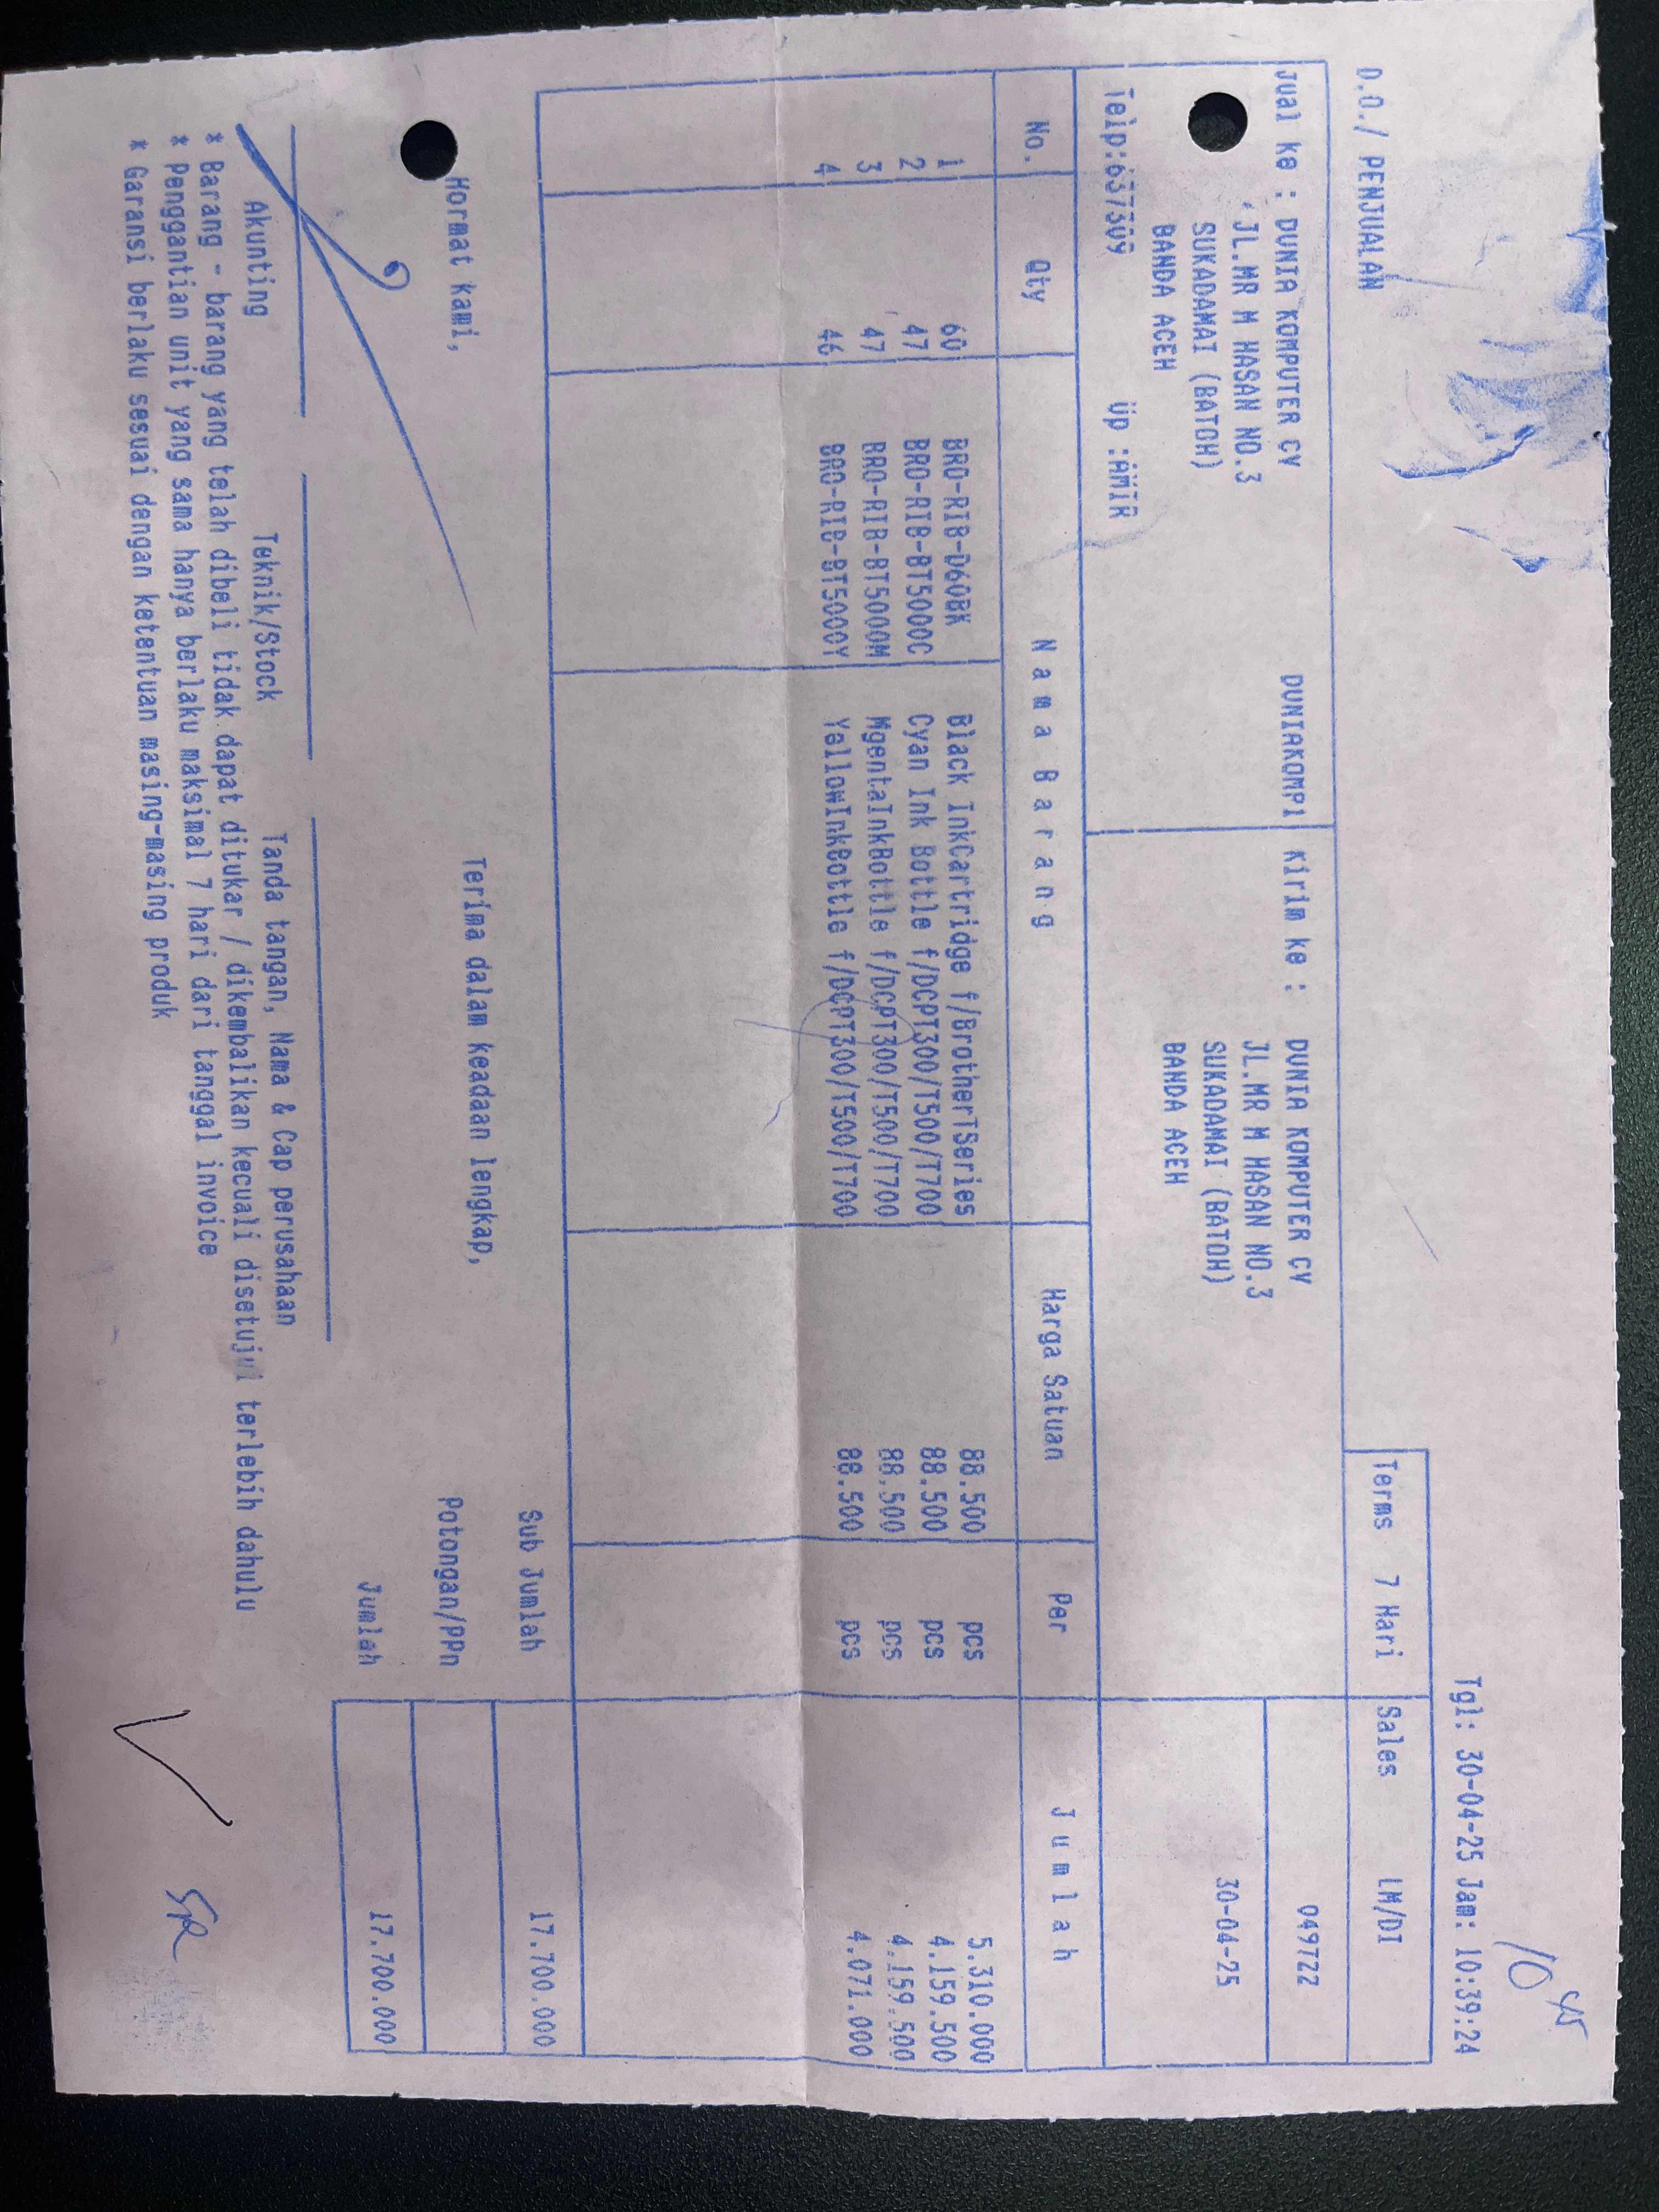 10 45
Tgl: 30-04-25 Jam: 10:39:24
D.O./ PENJUALAN
Terms 7 Hari Sales LM/DI
Jual ke : DUNIA KOMPUTER CV DUNIAKOMP1 Kirim ke : DUNIA KOMPUTER CV 049722
JL.MR M HASAN NO.3 JL.MR M HASAN NO.3
SUKADAMAI (BATOH) SUKADAMAI (BATOH) 30-04-25
BANDA ACEH BANDA ACEH
Telp:637309 Up :AMIR
No. Qty Nama Barang Harga Satuan Per Jumlah
1 60 BRO-RIB-D60BK Black InkCartridge f/BrotherTSeries 88.500 pcs 5.310.000
2 47 BRO-RIB-BT5000C Cyan Ink Bottle f/DCPT300/T500/T700 88.500 pcs 4.159.500
3 47 BRO-RIB-BT5000M MgentaInkBottle f/DCPT300/T500/T700 88.500 pcs 4.159.500
4 46 BRO-RIB-BT5000Y YellowInkBottle f/DCPT300/T500/T700 88.500 pcs 4.071.000
Sub Jumlah 17.700.000
Hormat kami, Terima dalam keadaan lengkap,
Potongan/PPn
Jumlah 17.700.000
Akunting Teknik/Stock Tanda tangan, Nama & Cap perusahaan
* Barang - barang yang telah dibeli tidak dapat ditukar / dikembalikan kecuali disetujui terlebih dahulu
* Penggantian unit yang sama hanya berlaku maksimal 7 hari dari tanggal invoice
* Garansi berlaku sesuai dengan ketentuan masing-masing produk